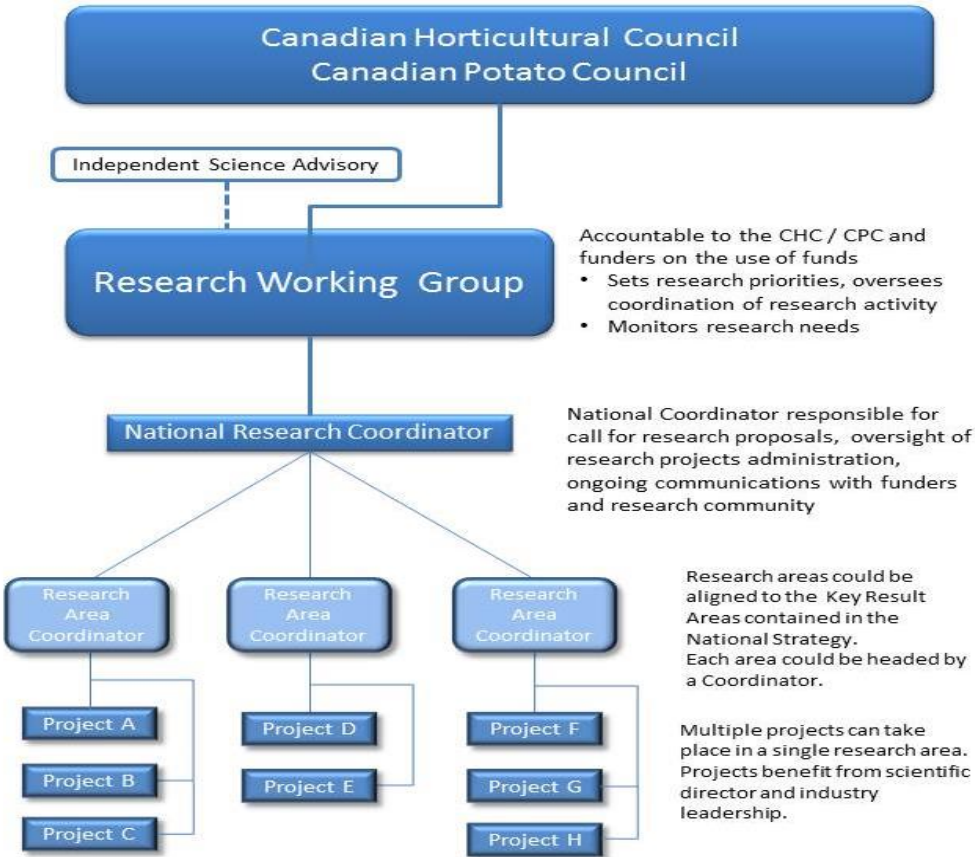 Canadian Horticultural Council
Canadian Potato Council
Independent Science Advisory
Research Working Group
Accountable to the CHC / CPC and
funders on the use of funds
• Sets research priorities, oversees
coordination of research activity
• Monitors research needs
National Research Coordinator
National Coordinator responsible for
call for research proposals, oversight of
research projects administration,
ongoing communications with funders
and research community
Research
Area
Coordinator
Research
Area
Coordinator
Research
Area
Coordinator
Research areas could be
aligned to the Key Result
Areas contained in the
National Strategy.
Each area could be headed by
a Coordinator.
Project A
Project B
Project C
Project D
Project E
Project F
Project G
Project H
Multiple projects can take
place in a single research area.
Projects benefit from scientific
director and industry
leadership.